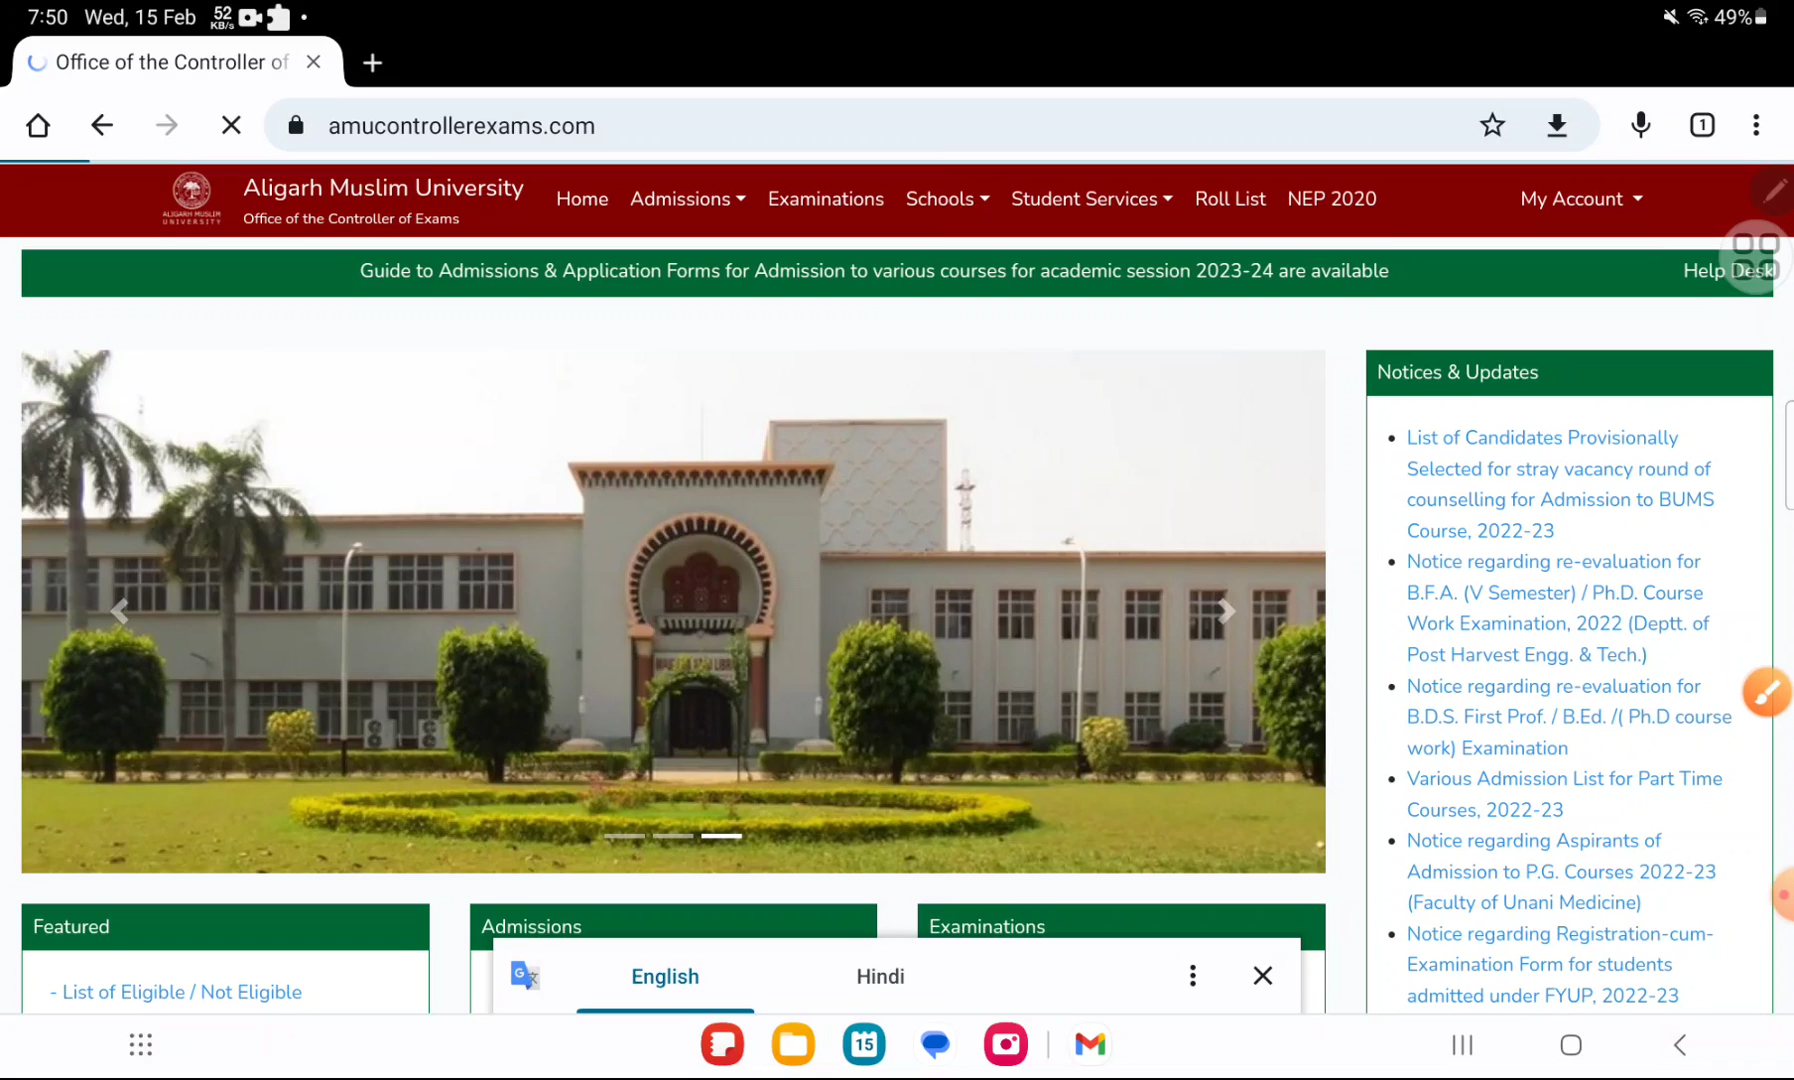 7:50 Wed, 15 Feb 52 KB/s 49%
Office of the Controller of
amucontrollerexams.com
1
ALIGARH MUSLIM
UNIVERSITY
Aligarh Muslim University
Office of the Controller of Exams
Home Admissions Examinations Schools Student Services Roll List NEP 2020 My Account
Guide to Admissions & Application Forms for Admission to various courses for academic session 2023-24 are available Help Desk
Notices & Updates
List of Candidates Provisionally
Selected for stray vacancy round of
counselling for Admission to BUMS
Course, 2022-23
Notice regarding re-evaluation for
B.F.A. (V Semester) / Ph.D. Course
Work Examination, 2022 (Deptt. of
Post Harvest Engg. & Tech.)
Notice regarding re-evaluation for
B.D.S. First Prof. / B.Ed. /( Ph.D course
work) Examination
Various Admission List for Part Time
Courses, 2022-23
Notice regarding Aspirants of
Admission to P.G. Courses 2022-23
(Faculty of Unani Medicine)
Notice regarding Registration-cum-
Examination Form for students
admitted under FYUP, 2022-23
Featured
- List of Eligible / Not Eligible
Admissions
Examinations
G English Hindi
15